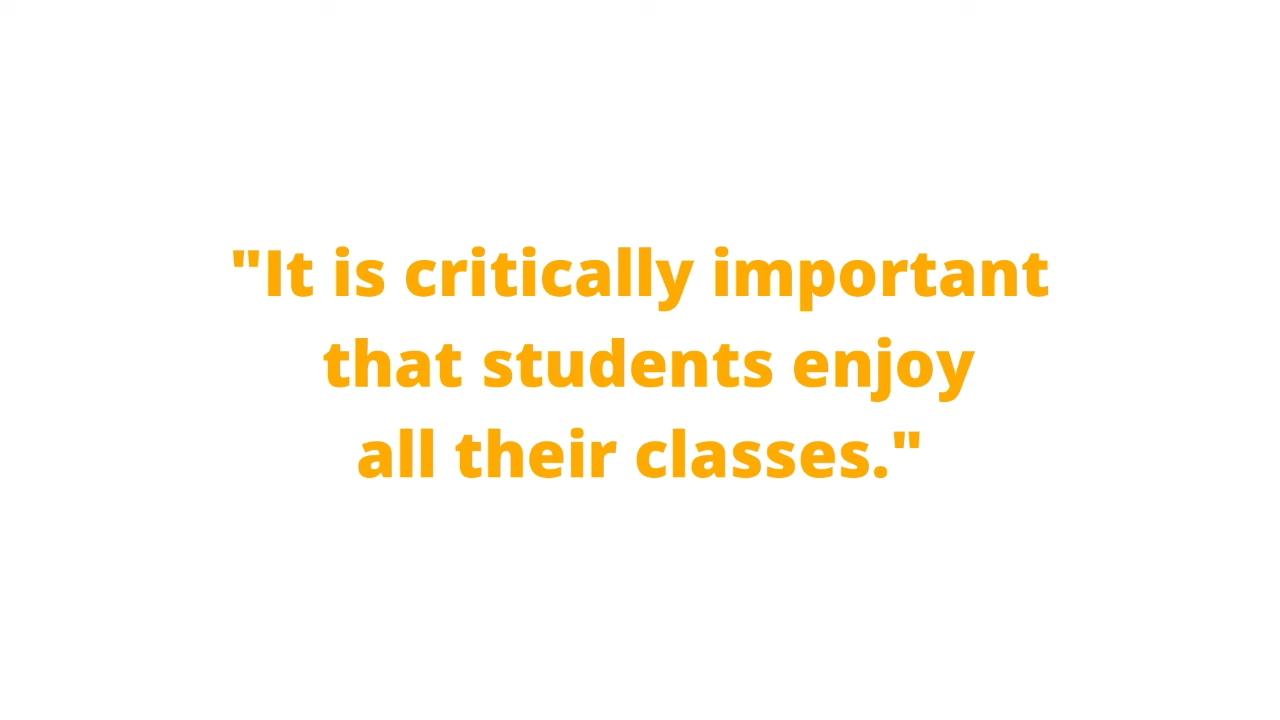 "It is critically important
that students enjoy
all their classes."